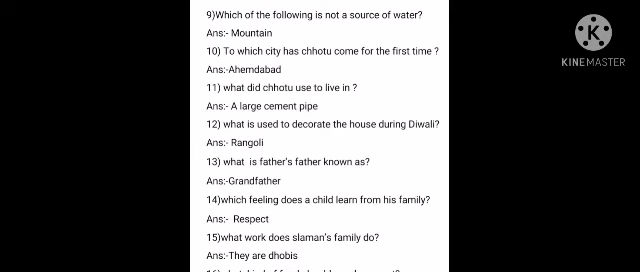 9)Which of the following is not a source of water?
Ans:- Mountain
10) To which city has chhotu come for the first time ?
Ans:-Ahemdabad
11) what did chhotu use to live in ?
Ans:- A large cement pipe
12) what is used to decorate the house during Diwali?
Ans:- Rangoli
13) what is father's father known as?
Ans:-Grandfather
14)which feeling does a child learn from his family?
Ans:- Respect
15)what work does slaman's family do?
Ans:-They are dhobis
K
KINEMASTER